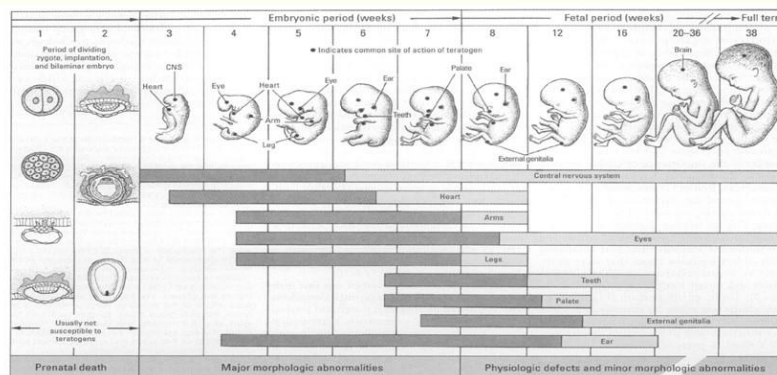 Embryonic period (weeks)
Fetal period (weeks)
Full term
1
2
3
4
5
6
7
8
12
16
20–36
38
Period of dividing
zygote, implantation,
and bilaminar embryo
● Indicates common site of action of teratogen
CNS
Heart
Eye
Heart
Eye
Arm
Leg
Ear
Teeth
Palate
Ear
External genitalia
Brain
Central nervous system
Heart
Arms
Eyes
Legs
Teeth
Palate
External genitalia
Ear
Usually not
susceptible to
teratogens
Prenatal death
Major morphologic abnormalities
Physiologic defects and minor morphologic abnormalities